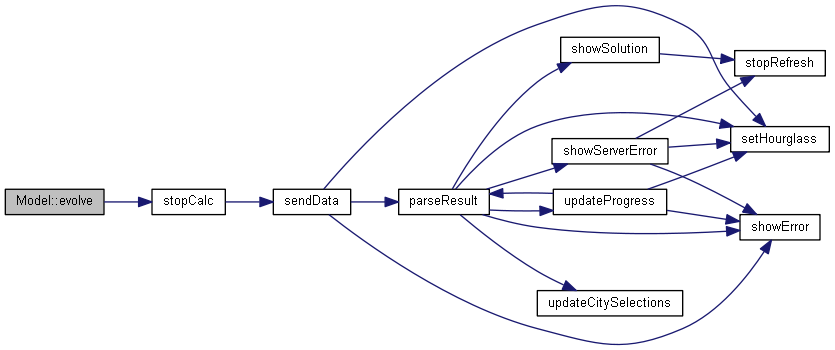 showSolution
stopRefresh
setHourglass
showServerError
Model::evolve
stopCalc
sendData
parseResult
updateProgress
showError
updateCitySelections